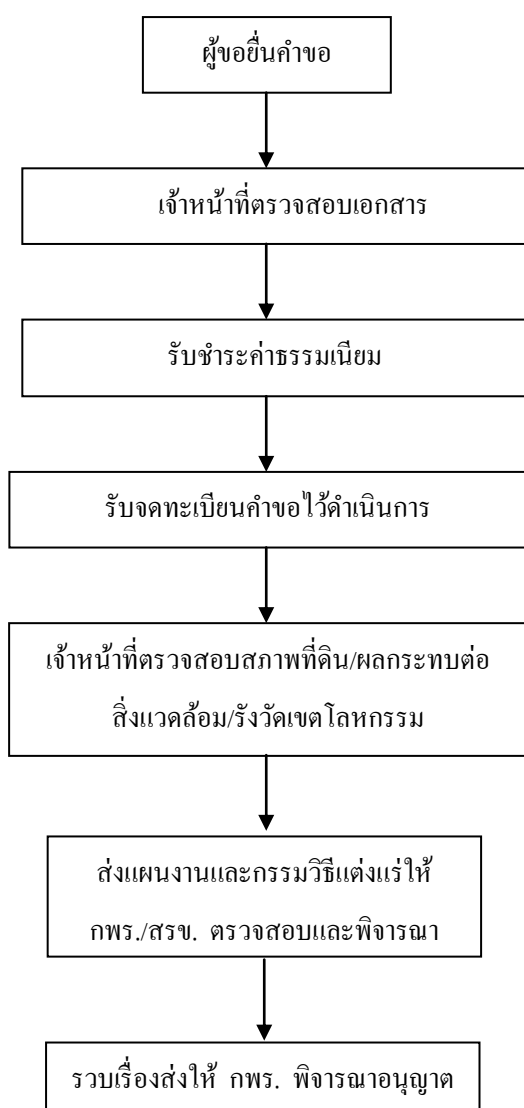 ผู้ขอยื่นคำขอ
เจ้าหน้าที่ตรวจสอบเอกสาร
รับชำระค่าธรรมเนียม
รับจดทะเบียนคำขอไว้ดำเนินการ
เจ้าหน้าที่ตรวจสอบสภาพที่ดิน/ผลกระทบต่อ
สิ่งแวดล้อม/รังวัดเขตโลหกรรม
ส่งแผนงานและกรรมวิธีแต่งแร่ให้
กพร./สรข. ตรวจสอบและพิจารณา
รวบเรื่องส่งให้ กพร. พิจารณาอนุญาต